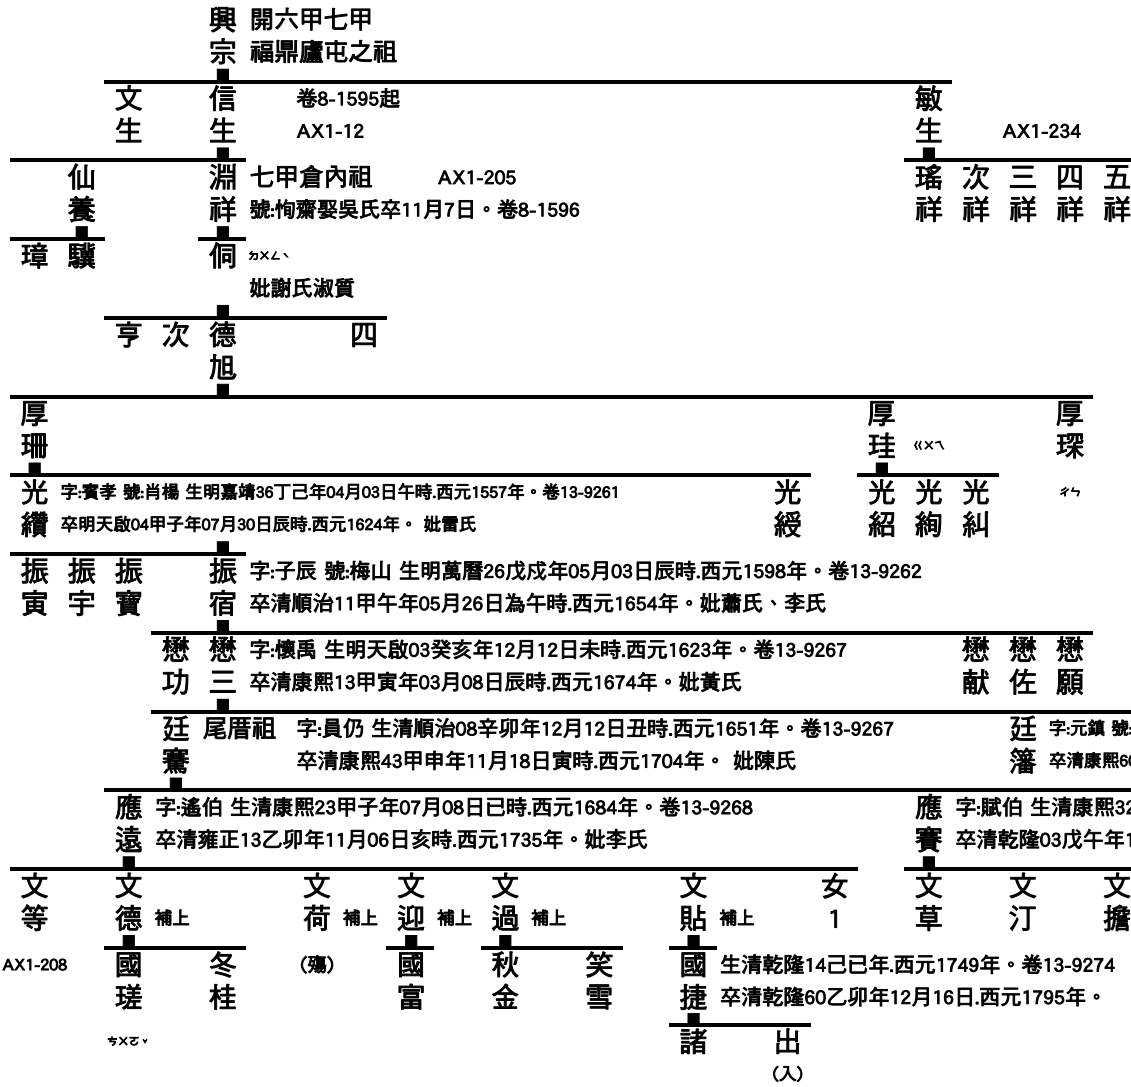 興宗 開六甲七甲
福鼎廬屯之祖
文生 信生 卷8-1595起 敏生
AX1-12 AX1-234
仙養 淵祥 七甲倉內祖 AX1-205 瑤祥 次祥 三祥 四祥 五祥
號:恂齋娶吳氏卒11月7日。卷8-1596
璋 驥 侗 ㄉㄨㄥˋ
妣謝氏淑質
亨 次 德旭 四
厚珊 厚珪 ㄍㄨㄟ 厚琛 ㄔㄣ
光纘 字:賓孝 號:肖楊 生明嘉靖36丁己年04月03日午時.西元1557年。卷13-9261 光綬 光紹 光絢 光糾
卒明天啟04甲子年07月30日辰時.西元1624年。 妣雷氏
振寅 振宇 振寶 振宿 字:子辰 號:梅山 生明萬曆26戊戍年05月03日辰時.西元1598年。卷13-9262
卒清順治11甲午年05月26日為午時.西元1654年。妣蕭氏、李氏
懋功 懋三 字:懷禹 生明天啟03癸亥年12月12日未時.西元1623年。卷13-9267 懋猷 懋佐 懋願
卒清康熙13甲寅年03月08日辰時.西元1674年。妣黃氏
廷騫 尾厝祖 字:員仍 生清順治08辛卯年12月12日丑時.西元1651年。卷13-9267 廷籓 字:元鎮 號:
卒清康熙43甲申年11月18日寅時.西元1704年。 妣陳氏 卒清康熙60
應遠 字:遙伯 生清康熙23甲子年07月08日已時.西元1684年。卷13-9268 應賽 字:賦伯 生清康熙32
卒清雍正13乙卯年11月06日亥時.西元1735年。妣李氏 卒清乾隆03戊午年1
文等 文德 補上 文荷 補上 文迎 補上 文過 補上 文貼 補上 女1 文草 文汀 文擔
AX1-208 國瑳 冬桂 (殤) 國富 秋金 笑雪 國捷 生清乾隆14己已年.西元1749年。卷13-9274
卒清乾隆60乙卯年12月16日.西元1795年。
ㄘㄨㄛˇ 諸 出
(入)